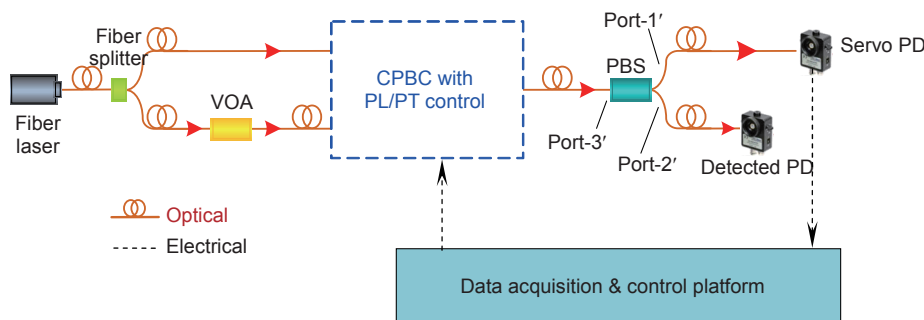 Fiber
splitter
Fiber
laser
VOA
CPBC with
PL/PT control
PBS
Port-1′
Port-3′
Port-2′
Servo PD
Detected PD
Optical
Electrical
Data acquisition & control platform